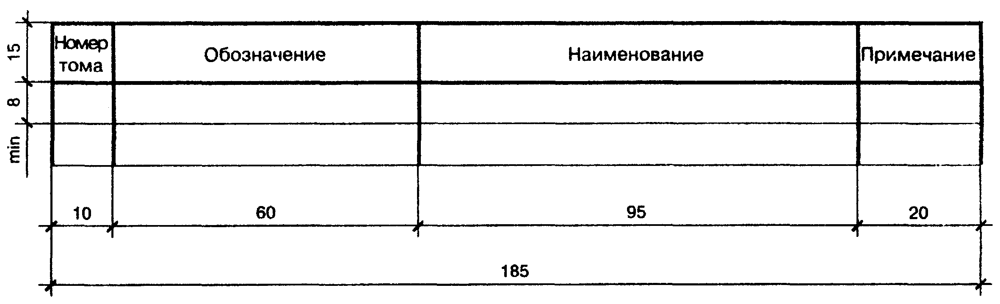 Номер
тома
Обозначение
Наименование
Примечание
15
8
min
10
60
95
20
185